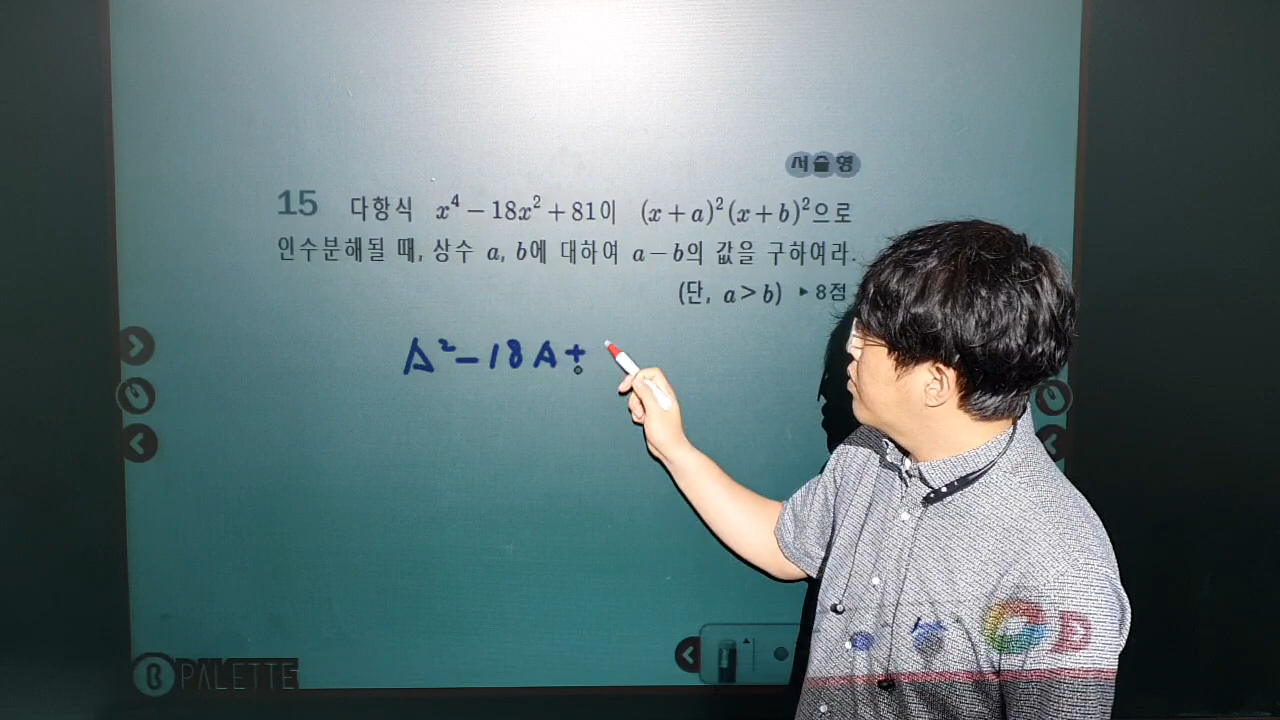 서술형
15 다항식 x⁴-18x²+81이 (x+a)²(x+b)²으로
인수분해될 때, 상수 a, b에 대하여 a-b의 값을 구하여라.
(단, a>b) ▶8점
A²-18A+
PALETTE